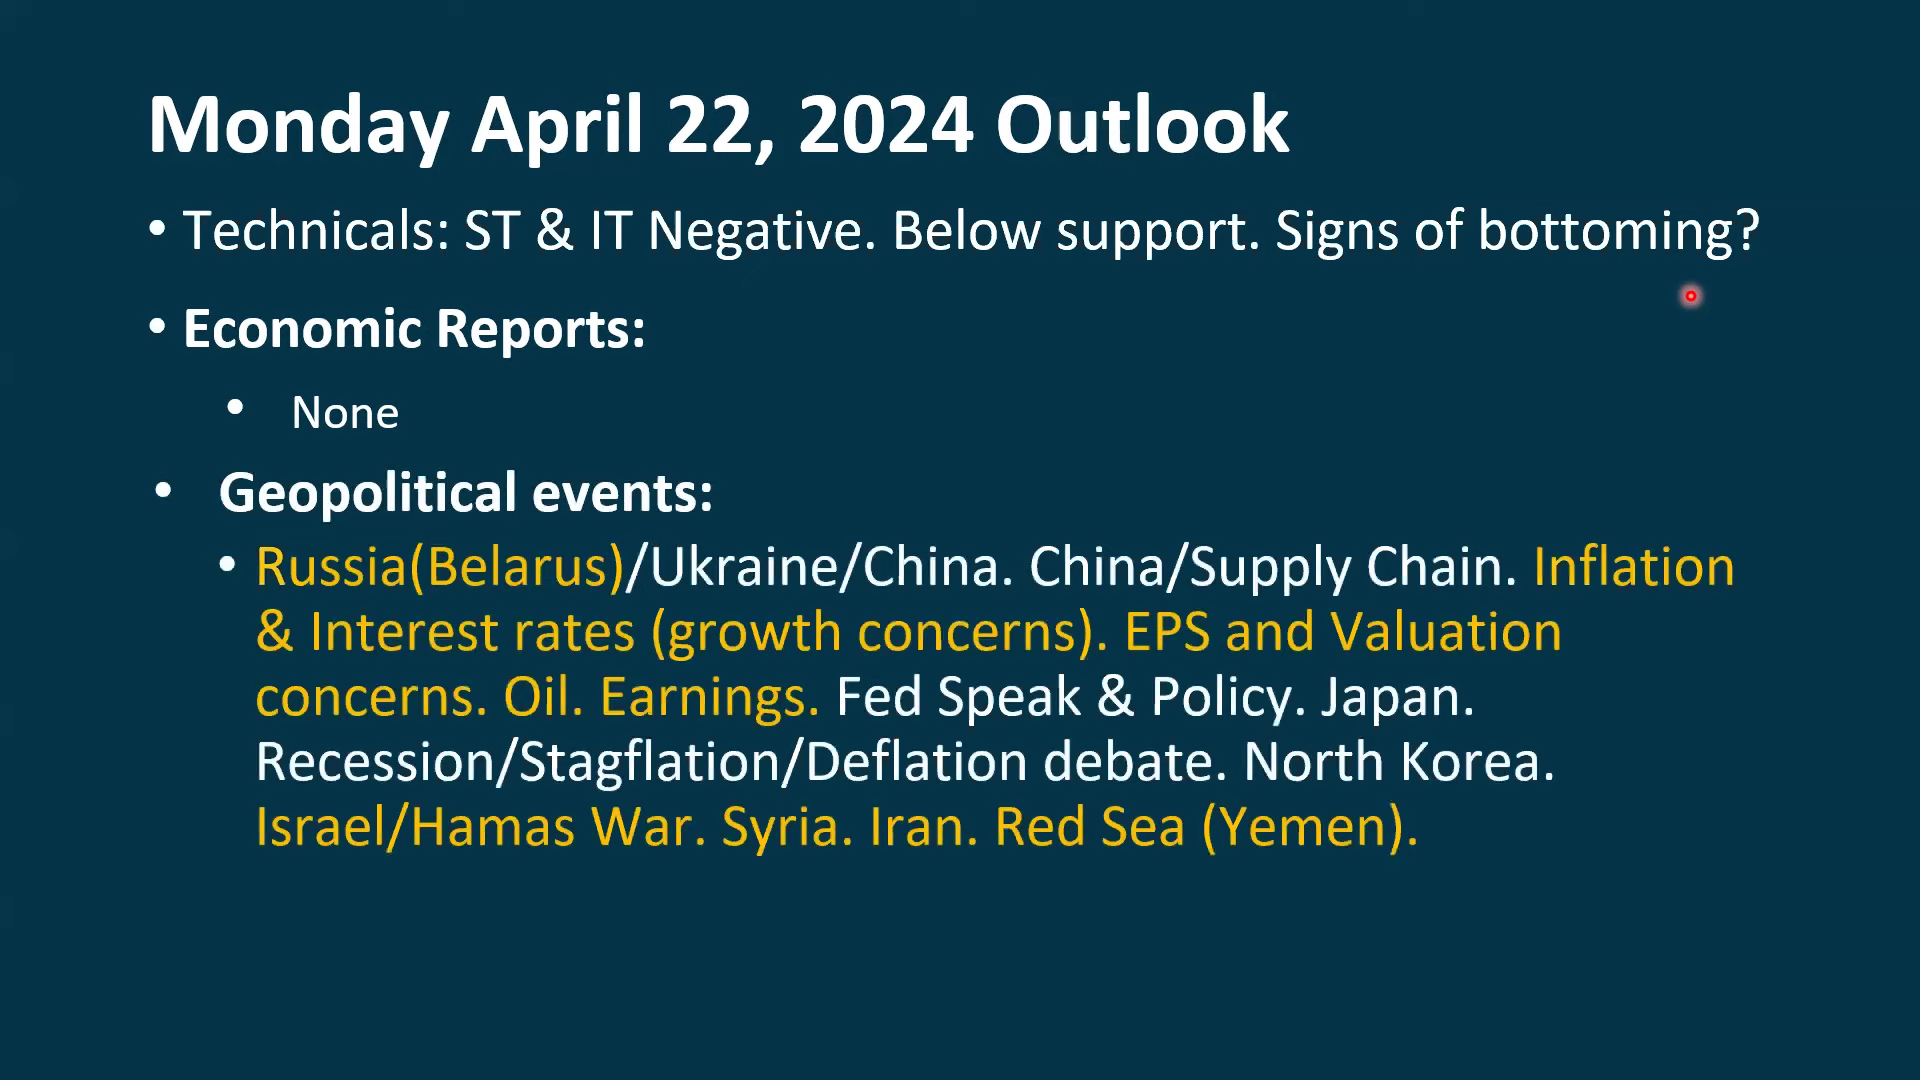 Monday April 22, 2024 Outlook
• Technicals: ST & IT Negative. Below support. Signs of bottoming?
• Economic Reports:
• None
• Geopolitical events:
• Russia(Belarus)/Ukraine/China. China/Supply Chain. Inflation
& Interest rates (growth concerns). EPS and Valuation
concerns. Oil. Earnings. Fed Speak & Policy. Japan.
Recession/Stagflation/Deflation debate. North Korea.
Israel/Hamas War. Syria. Iran. Red Sea (Yemen).